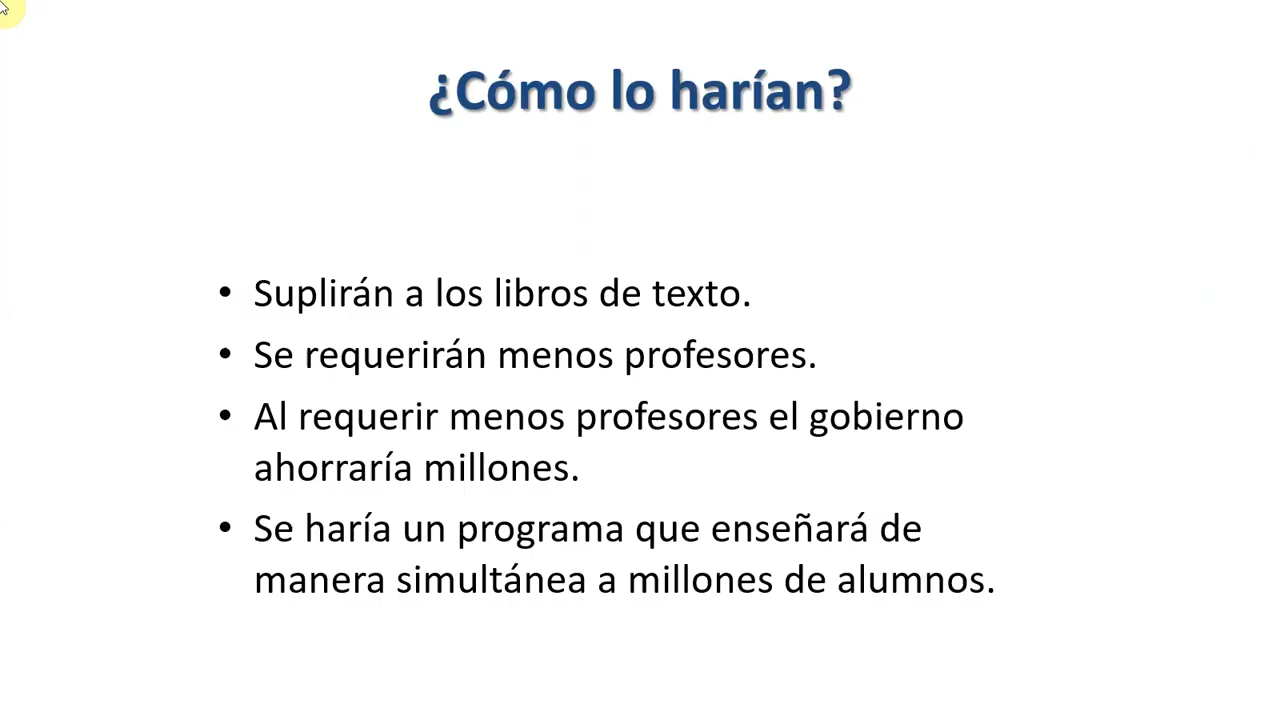 ¿Cómo lo harían?
• Suplirán a los libros de texto.
• Se requerirán menos profesores.
• Al requerir menos profesores el gobierno
ahorraría millones.
• Se haría un programa que enseñará de
manera simultánea a millones de alumnos.